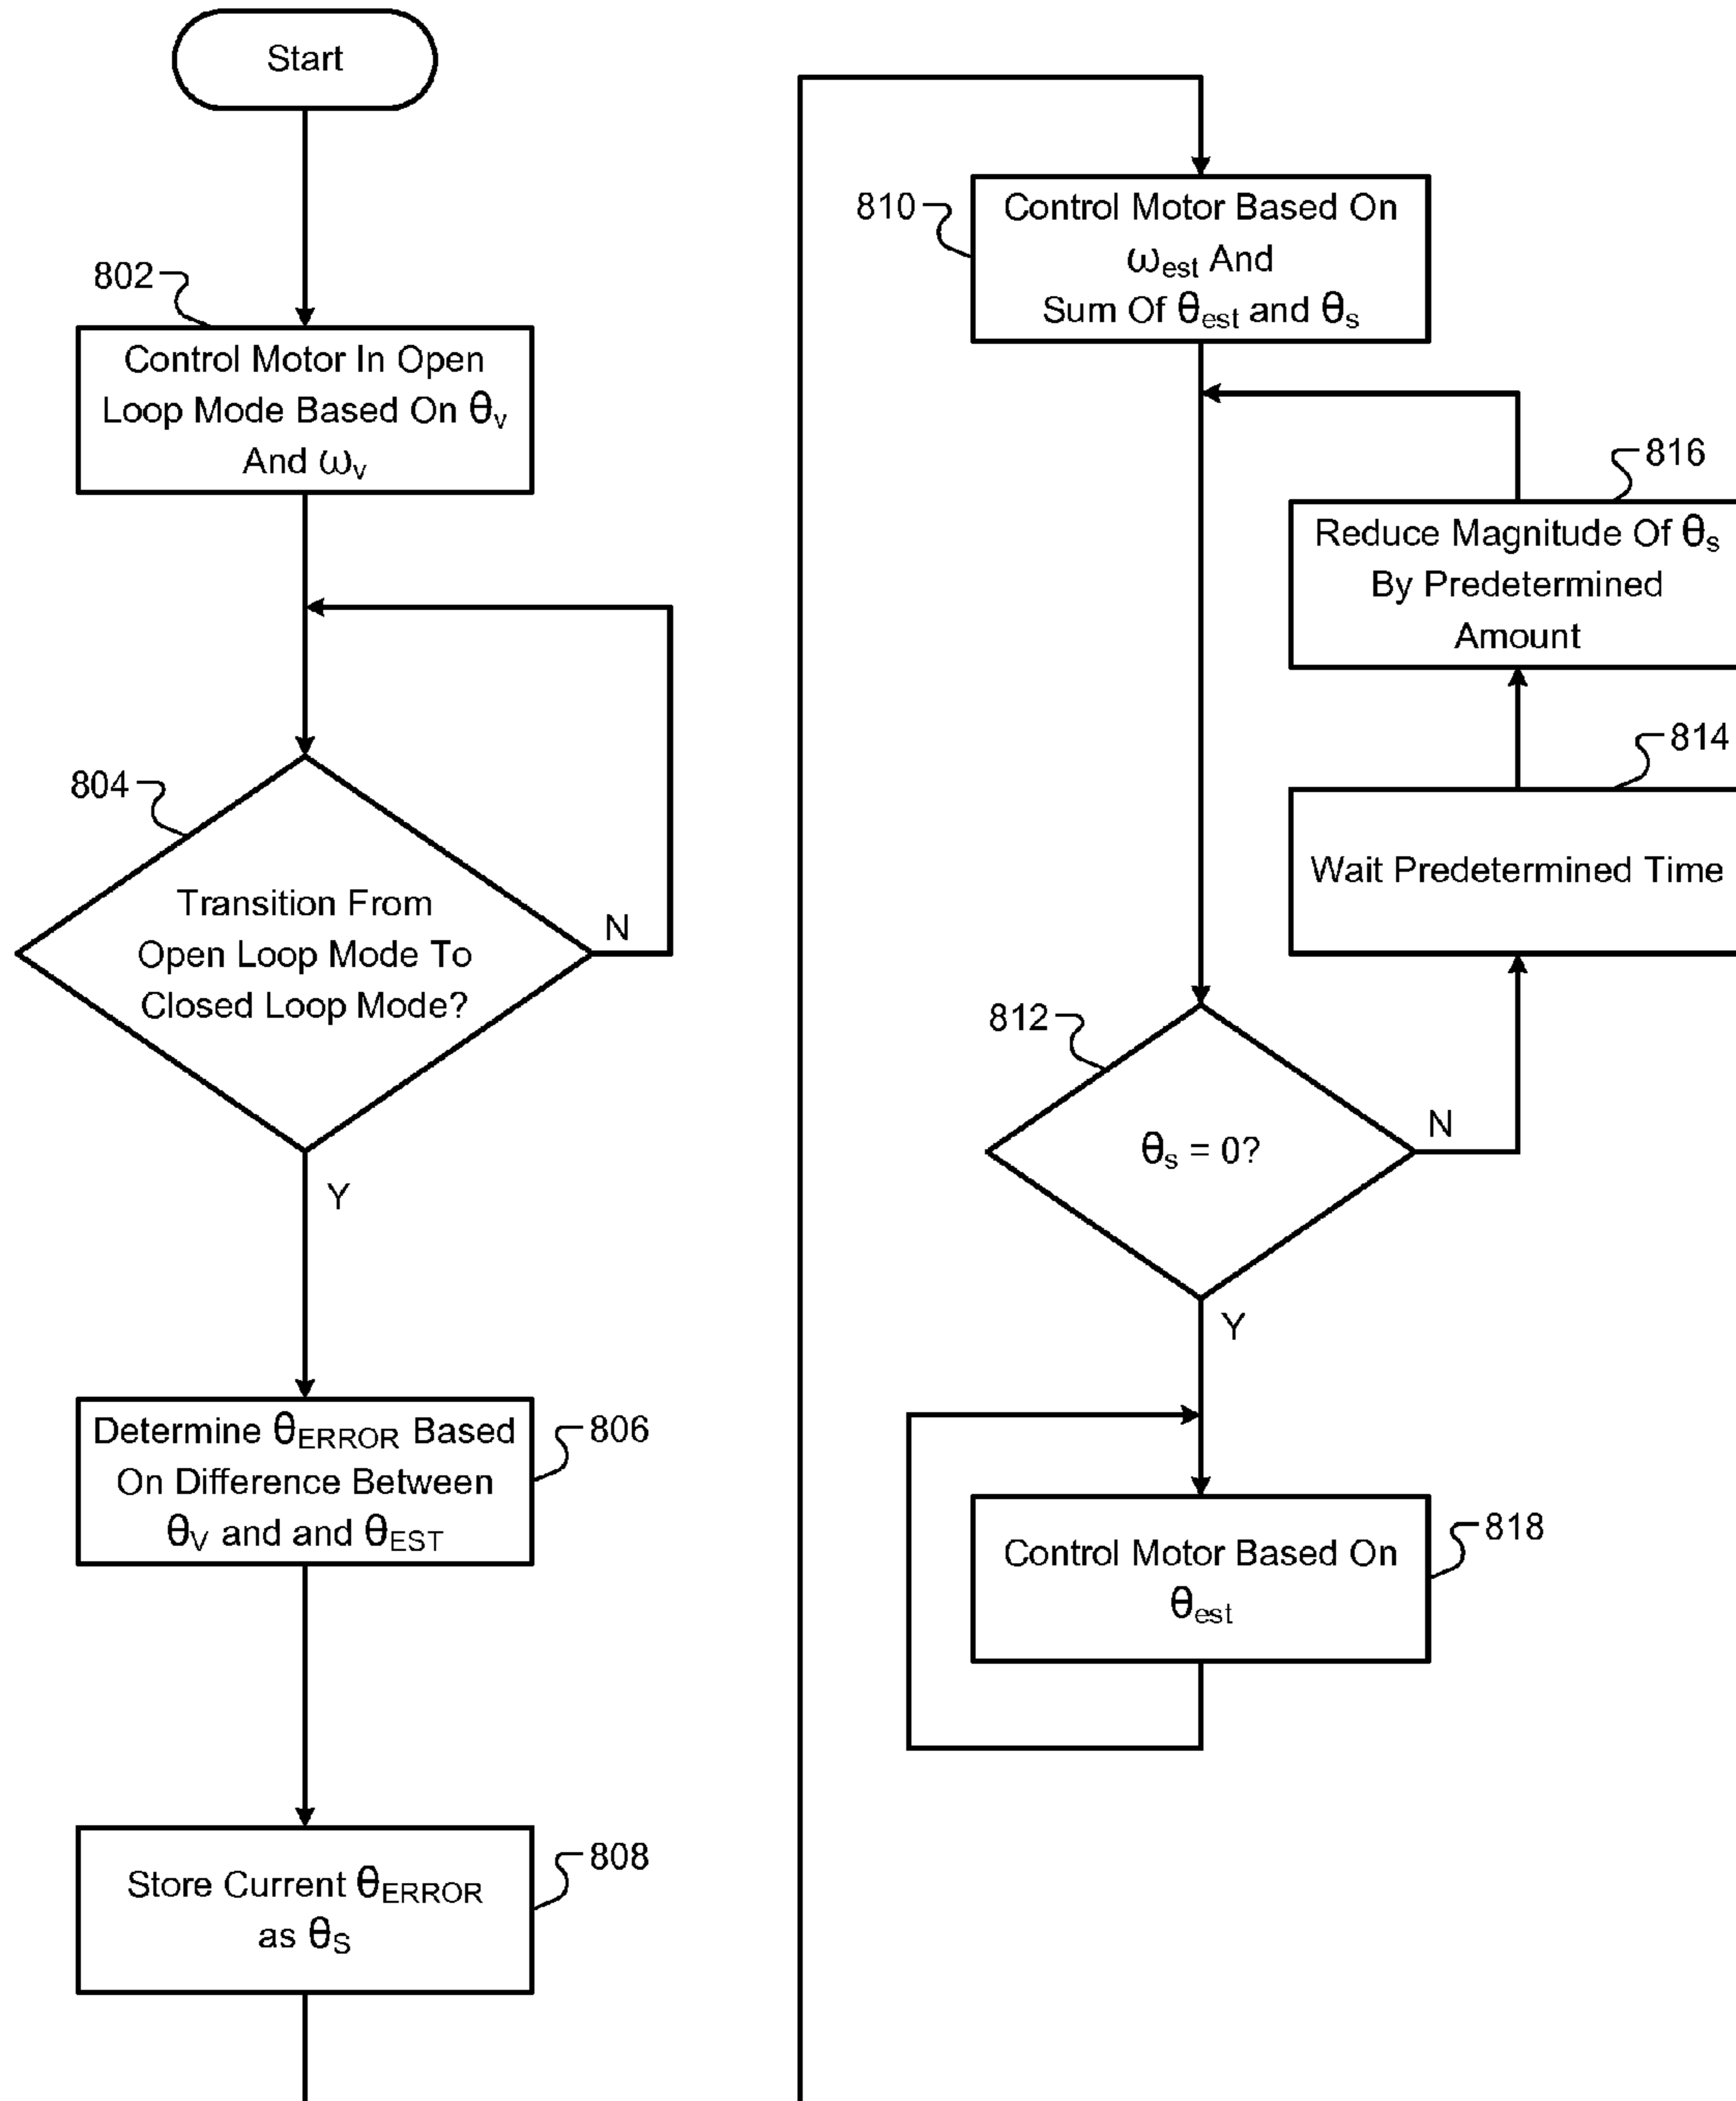 Start
802
Control Motor In Open
Loop Mode Based On θv
And ωv
804
Transition From
Open Loop Mode To
Closed Loop Mode?
N
Y
Determine θERROR Based
On Difference Between
θV and and θEST
806
Store Current θERROR
as θS
808
810
Control Motor Based On
ωest And
Sum Of θest and θs
816
Reduce Magnitude Of θs
By Predetermined
Amount
814
Wait Predetermined Time
812
θs = 0?
N
Y
Control Motor Based On
θest
818